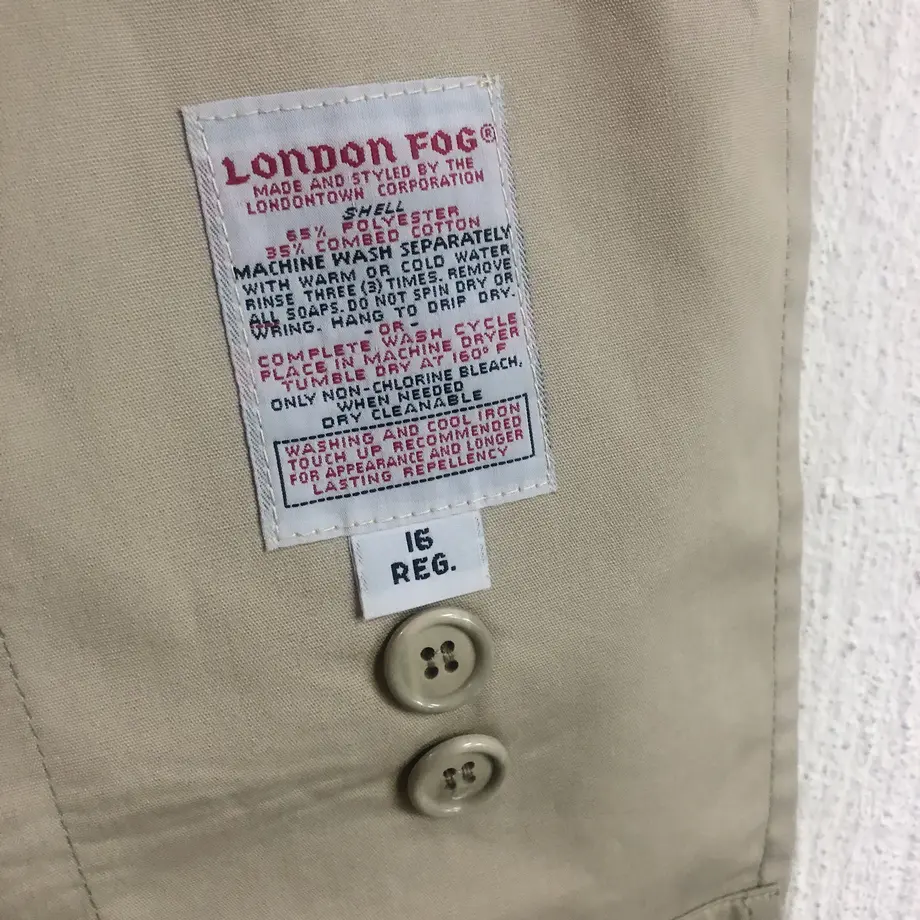 LONDON FOG®
MADE AND STYLED BY THE
LONDONTOWN CORPORATION
SHELL
65% POLYESTER
35% COMBED COTTON
MACHINE WASH SEPARATELY
WITH WARM OR COLD WATER
RINSE THREE (3) TIMES. REMOVE
ALL SOAPS. DO NOT SPIN DRY OR
WRING. HANG TO DRIP DRY.
- OR -
COMPLETE WASH CYCLE
PLACE IN MACHINE DRYER
TUMBLE DRY AT 160° F
ONLY NON-CHLORINE BLEACH,
WHEN NEEDED
DRY CLEANABLE
WASHING AND COOL IRON
TOUCH UP RECOMMENDED
FOR APPEARANCE AND LONGER
LASTING REPELLENCY
16
REG.